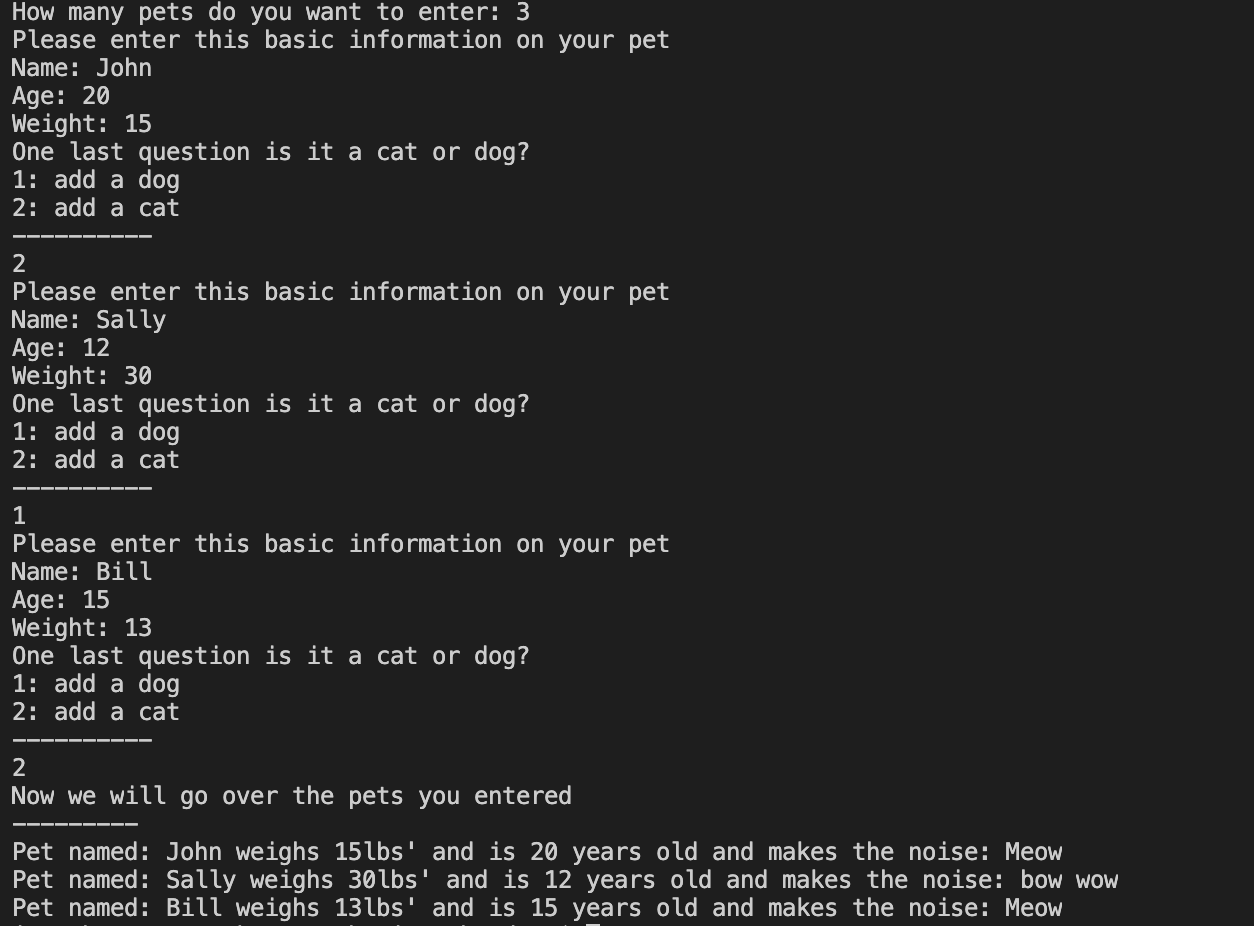 How many pets do you want to enter: 3
Please enter this basic information on your pet
Name: John
Age: 20
Weight: 15
One last question is it a cat or dog?
1: add a dog
2: add a cat
----------
2
Please enter this basic information on your pet
Name: Sally
Age: 12
Weight: 30
One last question is it a cat or dog?
1: add a dog
2: add a cat
----------
1
Please enter this basic information on your pet
Name: Bill
Age: 15
Weight: 13
One last question is it a cat or dog?
1: add a dog
2: add a cat
----------
2
Now we will go over the pets you entered
---------
Pet named: John weighs 15lbs' and is 20 years old and makes the noise: Meow
Pet named: Sally weighs 30lbs' and is 12 years old and makes the noise: bow wow
Pet named: Bill weighs 13lbs' and is 15 years old and makes the noise: Meow